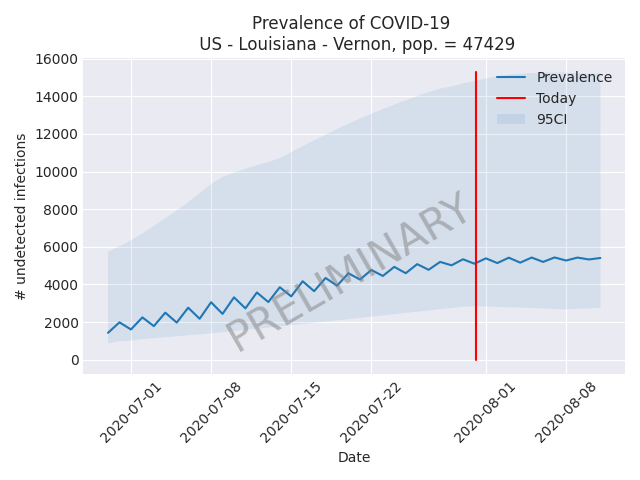 Prevalence of COVID-19
US - Louisiana - Vernon, pop. = 47429
16000
14000
12000
10000
8000
6000
4000
2000
0
# undetected infections
Prevalence
Today
95CI
PRELIMINARY
2020-07-01
2020-07-08
2020-07-15
2020-07-22
2020-08-01
2020-08-08
Date